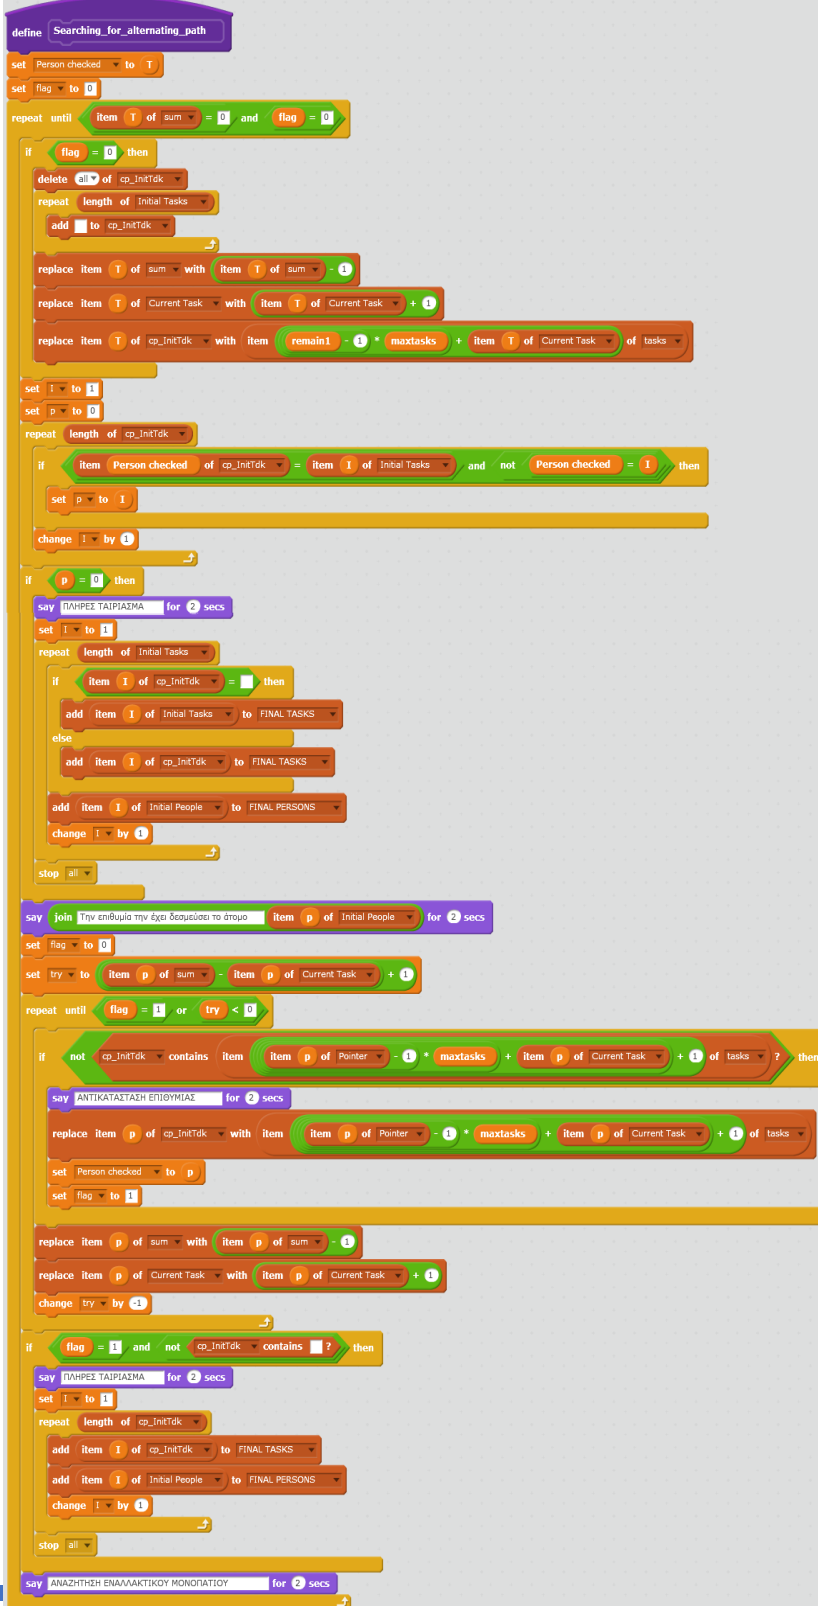 define Searching_for_alternating_path
set Person checked to T
set flag to 0
repeat until item T of sum = 0 and flag = 0
if flag = 0 then
delete all of cp_InitTdk
repeat length of Initial Tasks
add to cp_InitTdk
replace item T of sum with item T of sum - 1
replace item T of Current Task with item T of Current Task + 1
replace item T of cp_InitTdk with item remain1 - 1 * maxtasks + item T of Current Task of tasks
set I to 1
set p to 0
repeat length of cp_InitTdk
if item Person checked of cp_InitTdk = item I of Initial Tasks and not Person checked = I then
set p to I
change I by 1
if p = 0 then
say ΠΛΗΡΕΣ ΤΑΙΡΙΑΣΜΑ for 2 secs
set I to 1
repeat length of Initial Tasks
if item I of cp_InitTdk = then
add item I of Initial Tasks to FINAL TASKS
else
add item I of cp_InitTdk to FINAL TASKS
add item I of Initial People to FINAL PERSONS
change I by 1
stop all
say join Την επιθυμία την έχει δεσμεύσει το άτομο item p of Initial People for 2 secs
set flag to 0
set try to item p of sum - item p of Current Task + 1
repeat until flag = 1 or try < 0
if not cp_InitTdk contains item item p of Pointer - 1 * maxtasks + item p of Current Task + 1 of tasks ? then
say ΑΝΤΙΚΑΤΑΣΤΑΣΗ ΕΠΙΘΥΜΙΑΣ for 2 secs
replace item p of cp_InitTdk with item item p of Pointer - 1 * maxtasks + item p of Current Task + 1 of tasks
set Person checked to p
set flag to 1
replace item p of sum with item p of sum - 1
replace item p of Current Task with item p of Current Task + 1
change try by -1
if flag = 1 and not cp_InitTdk contains ? then
say ΠΛΗΡΕΣ ΤΑΙΡΙΑΣΜΑ for 2 secs
set I to 1
repeat length of cp_InitTdk
add item I of cp_InitTdk to FINAL TASKS
add item I of Initial People to FINAL PERSONS
change I by 1
stop all
say ΑΝΑΖΗΤΗΣΗ ΕΝΑΛΛΑΚΤΙΚΟΥ ΜΟΝΟΠΑΤΙΟΥ for 2 secs